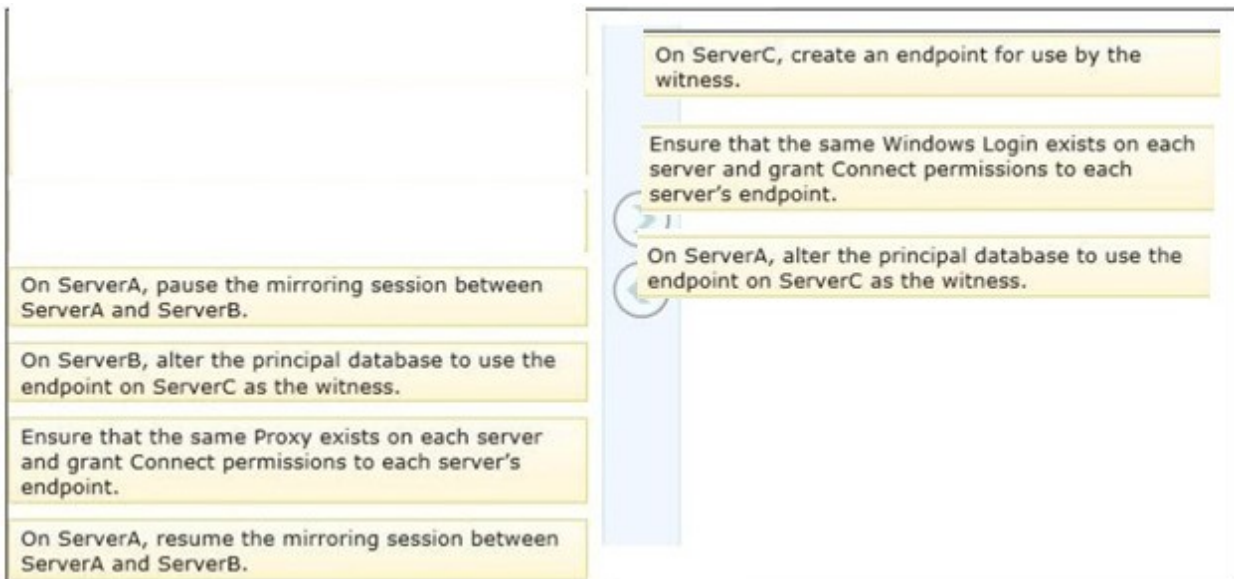 On ServerA, pause the mirroring session between
ServerA and ServerB.
On ServerB, alter the principal database to use the
endpoint on ServerC as the witness.
Ensure that the same Proxy exists on each server
and grant Connect permissions to each server's
endpoint.
On ServerA, resume the mirroring session between
ServerA and ServerB.
On ServerC, create an endpoint for use by the
witness.
Ensure that the same Windows Login exists on each
server and grant Connect permissions to each
server's endpoint.
On ServerA, alter the principal database to use the
endpoint on ServerC as the witness.